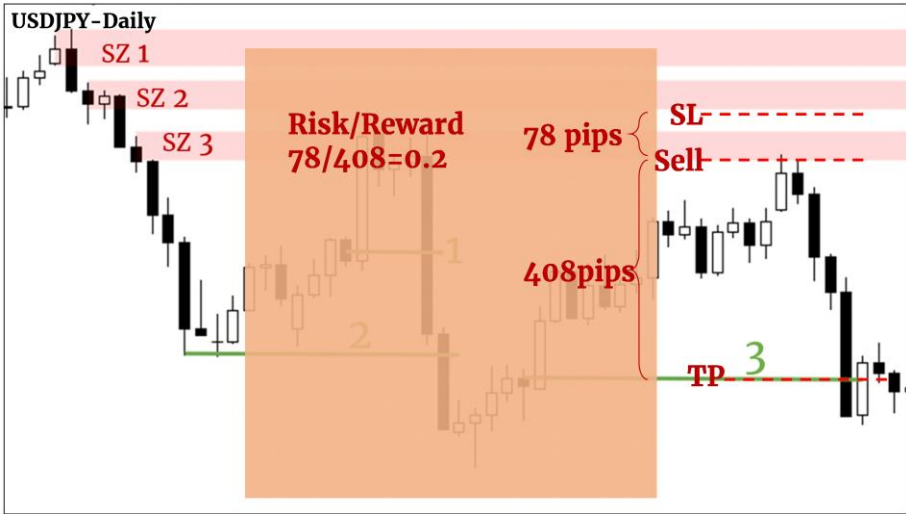 USDJPY-Daily
SZ 1
SZ 2
SZ 3
Risk/Reward
78/408=0.2
SL
78 pips
Sell
408pips
1
2
3
TP